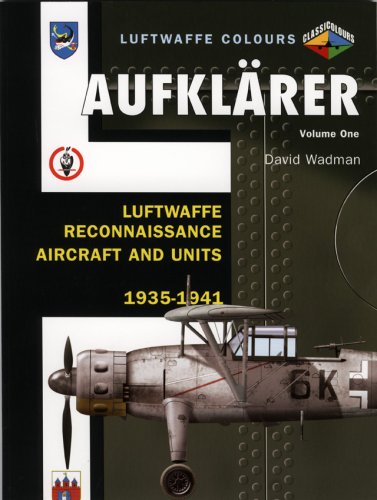 LUFTWAFFE COLOURS
CLASSIC COLOURS
AUFKLÄRER
Volume One
David Wadman
LUFTWAFFE
RECONNAISSANCE
AIRCRAFT AND UNITS
1935-1941
6K